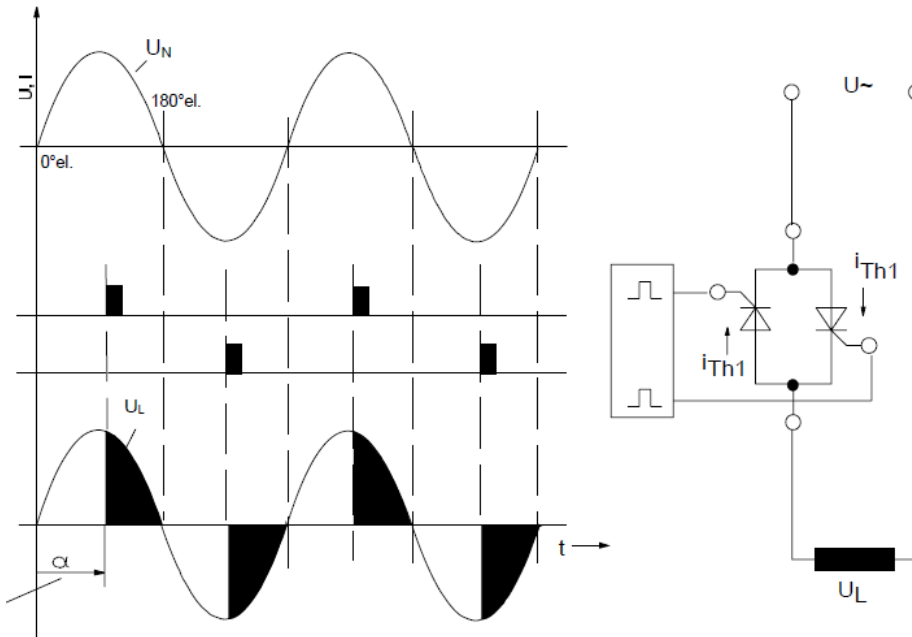 U,I
U_N
180°el.
0°el.
U_L
α
t
U~
i_Th1
i_Th1
U_L